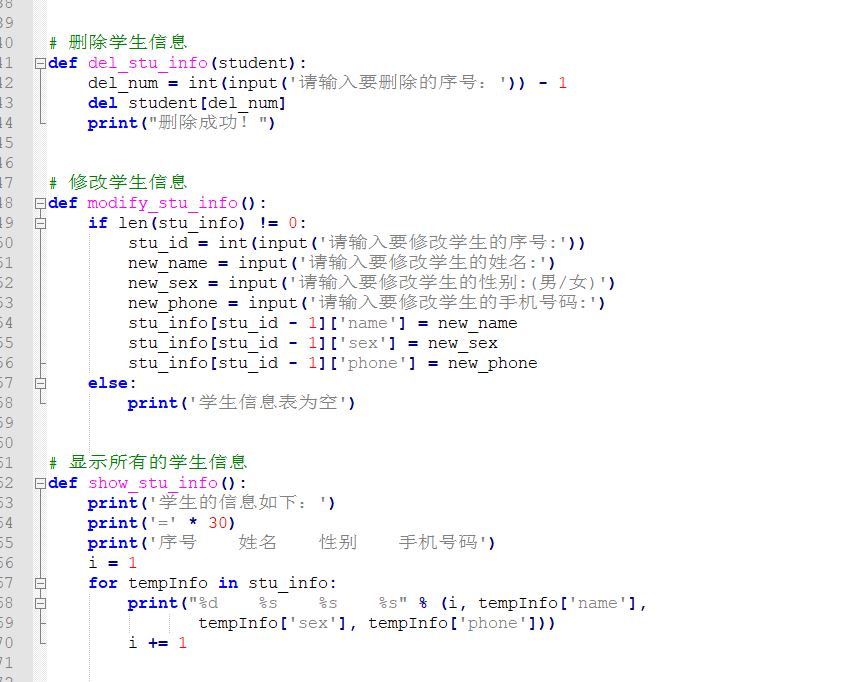 38
39
40 # 删除学生信息
41 def del_stu_info(student):
42 del_num = int(input('请输入要删除的序号：')) - 1
43 del student[del_num]
44 print("删除成功！")
45
46
47 # 修改学生信息
48 def modify_stu_info():
49 if len(stu_info) != 0:
50 stu_id = int(input('请输入要修改学生的序号:'))
51 new_name = input('请输入要修改学生的姓名:')
52 new_sex = input('请输入要修改学生的性别:(男/女)')
53 new_phone = input('请输入要修改学生的手机号码:')
54 stu_info[stu_id - 1]['name'] = new_name
55 stu_info[stu_id - 1]['sex'] = new_sex
56 stu_info[stu_id - 1]['phone'] = new_phone
57 else:
58 print('学生信息表为空')
59
60
61 # 显示所有的学生信息
62 def show_stu_info():
63 print('学生的信息如下：')
64 print('=' * 30)
65 print('序号    姓名    性别    手机号码')
66 i = 1
67 for tempInfo in stu_info:
68 print("%d    %s    %s    %s" % (i, tempInfo['name'],
69 tempInfo['sex'], tempInfo['phone']))
70 i += 1
71